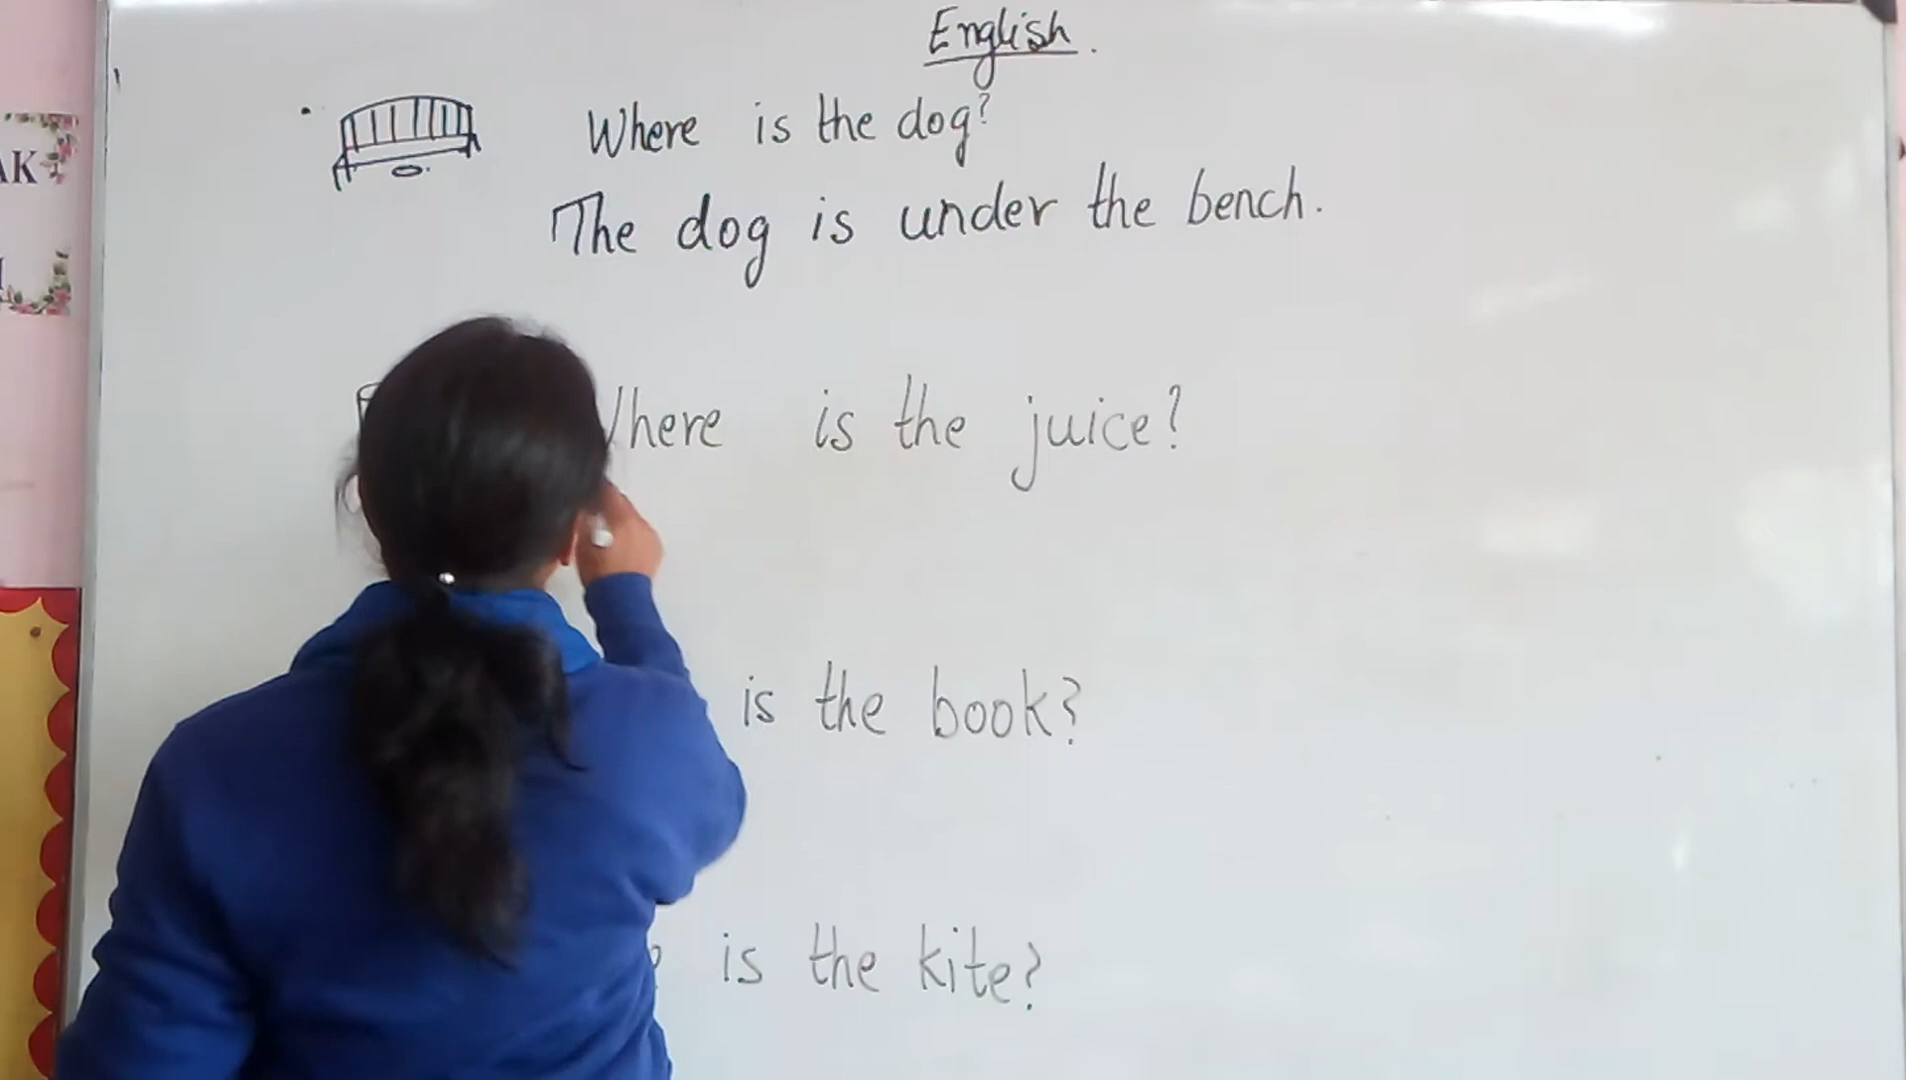 English.
Where is the dog?
The dog is under the bench.
here is the juice?
is the book?
is the kite?
AK